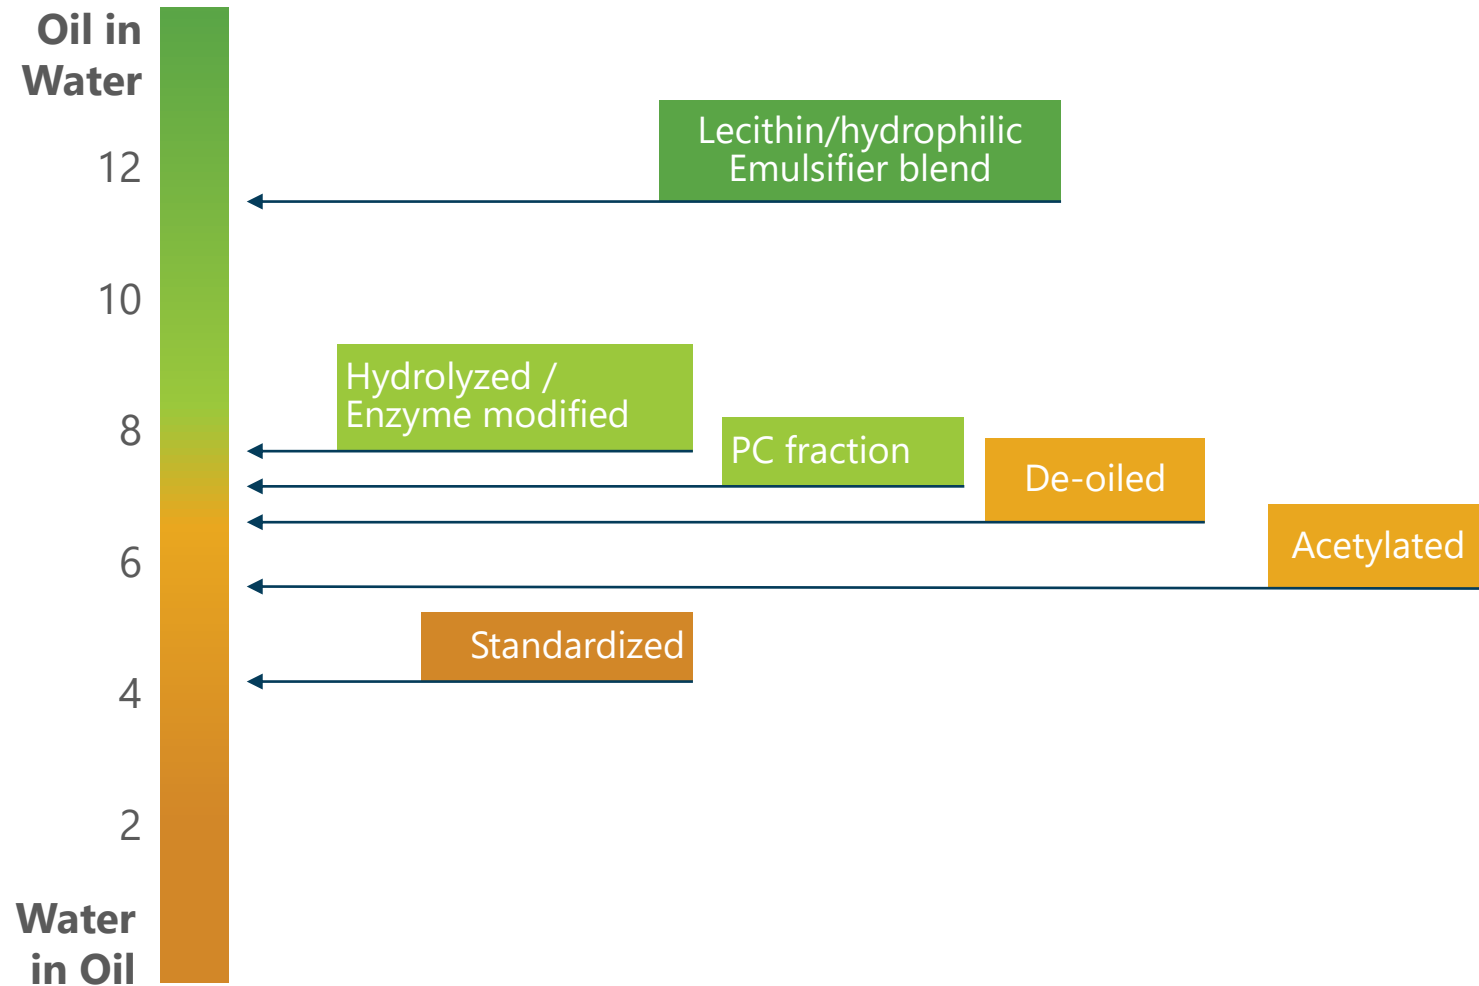 Oil in
Water
12
10
8
6
4
2
Water
in Oil
Lecithin/hydrophilic
Emulsifier blend
Hydrolyzed /
Enzyme modified
PC fraction
De-oiled
Acetylated
Standardized